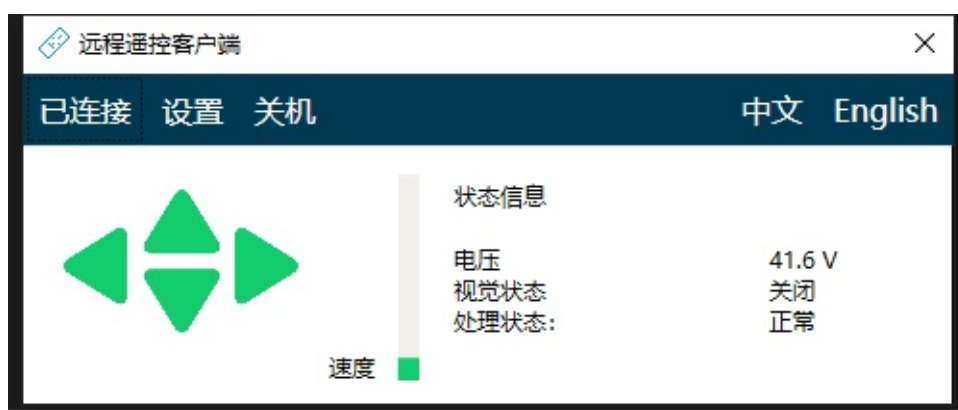 远程遥控客户端
已连接 设置 关机 中文 English
状态信息
电压 41.6 V
视觉状态 关闭
处理状态: 正常
速度